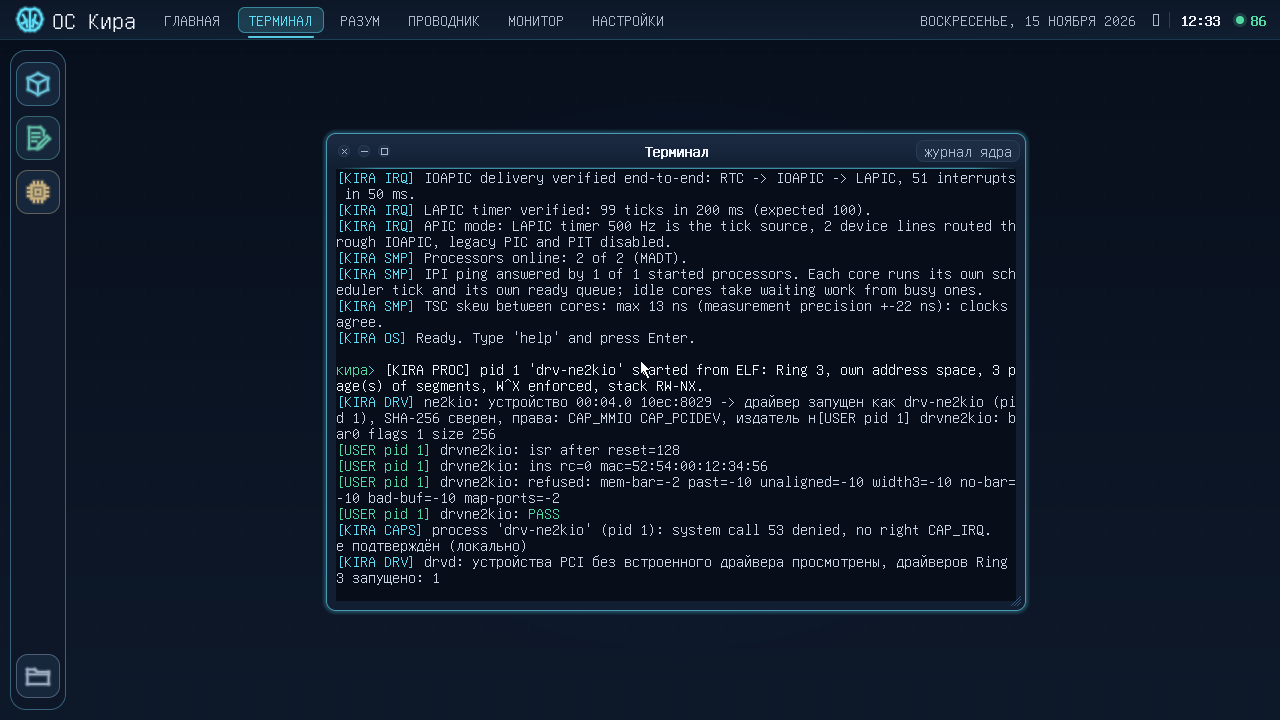 ОС Кира
ГЛАВНАЯ
ТЕРМИНАЛ
РАЗУМ
ПРОВОДНИК
МОНИТОР
НАСТРОЙКИ
ВОСКРЕСЕНЬЕ, 15 НОЯБРЯ 2026
12:33
86
Терминал
журнал ядра
[KIRA IRQ] IOAPIC delivery verified end-to-end: RTC -> IOAPIC -> LAPIC, 51 interrupts
in 50 ms.
[KIRA IRQ] LAPIC timer verified: 99 ticks in 200 ms (expected 100).
[KIRA IRQ] APIC mode: LAPIC timer 500 Hz is the tick source, 2 device lines routed th
rough IOAPIC, legacy PIC and PIT disabled.
[KIRA SMP] Processors online: 2 of 2 (MADT).
[KIRA SMP] IPI ping answered by 1 of 1 started processors. Each core runs its own sch
eduler tick and its own ready queue; idle cores take waiting work from busy ones.
[KIRA SMP] TSC skew between cores: max 13 ns (measurement precision +-22 ns): clocks
agree.
[KIRA OS] Ready. Type 'help' and press Enter.
кира> [KIRA PROC] pid 1 'drv-ne2kio' started from ELF: Ring 3, own address space, 3 p
age(s) of segments, W^X enforced, stack RW-NX.
[KIRA DRV] ne2kio: устройство 00:04.0 10ec:8029 -> драйвер запущен как drv-ne2kio (pi
d 1), SHA-256 сверен, права: CAP_MMIO CAP_PCIDEV, издатель н[USER pid 1] drvne2kio: b
ar0 flags 1 size 256
[USER pid 1] drvne2kio: isr after reset=128
[USER pid 1] drvne2kio: ins rc=0 mac=52:54:00:12:34:56
[USER pid 1] drvne2kio: refused: mem-bar=-2 past=-10 unaligned=-10 width3=-10 no-bar=
-10 bad-buf=-10 map-ports=-2
[USER pid 1] drvne2kio: PASS
[KIRA CAPS] process 'drv-ne2kio' (pid 1): system call 53 denied, no right CAP_IRQ.
е подтверждён (локально)
[KIRA DRV] drvd: устройства PCI без встроенного драйвера просмотрены, драйверов Ring
3 запущено: 1